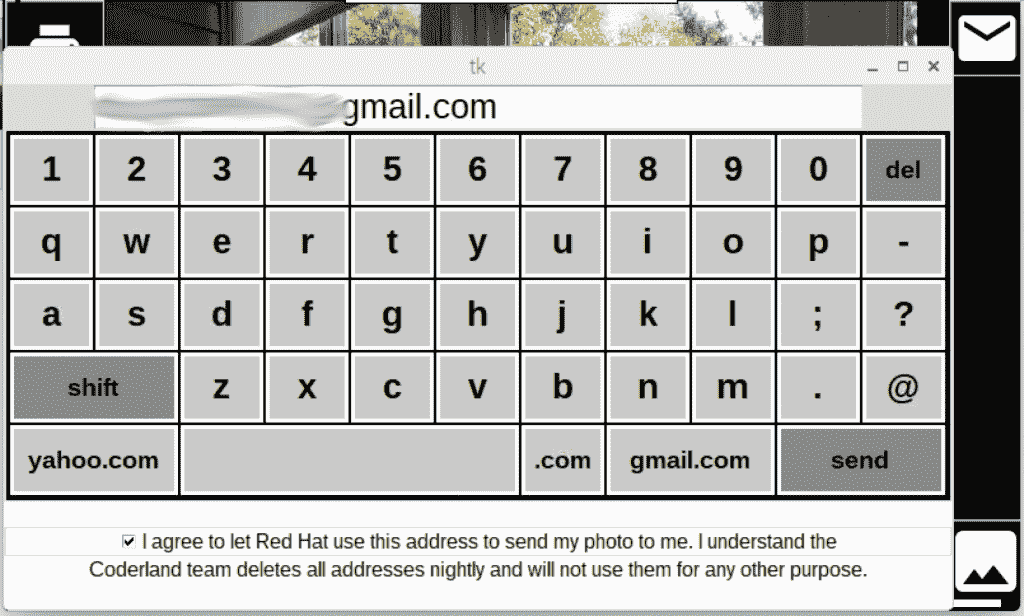 tk
gmail.com
1 2 3 4 5 6 7 8 9 0 del
q w e r t y u i o p -
a s d f g h j k l ; ?
shift z x c v b n m . @
yahoo.com .com gmail.com send
I agree to let Red Hat use this address to send my photo to me. I understand the
Coderland team deletes all addresses nightly and will not use them for any other purpose.